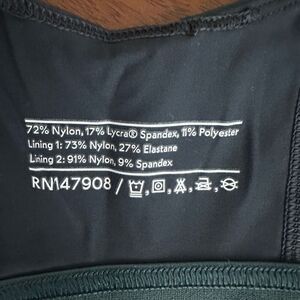 72% Nylon, 17% Lycra® Spandex, 11% Polyester
Lining 1: 73% Nylon, 27% Elastane
Lining 2: 91% Nylon, 9% Spandex
RN147908 /